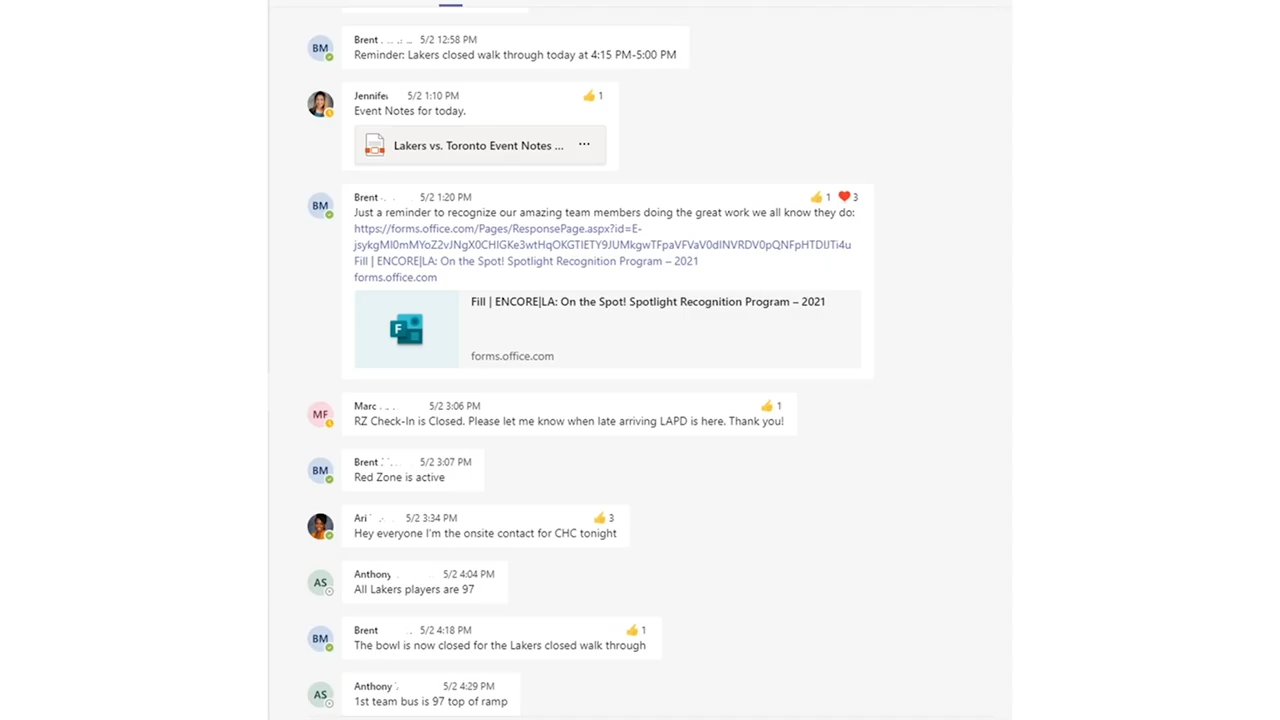 BM
Brent 5/2 12:58 PM
Reminder: Lakers closed walk through today at 4:15 PM-5:00 PM
Jennifer 5/2 1:10 PM 1
Event Notes for today.
Lakers vs. Toronto Event Notes ... ...
BM
Brent 5/2 1:20 PM 1 3
Just a reminder to recognize our amazing team members doing the great work we all know they do:
https://forms.office.com/Pages/ResponsePage.aspx?id=E-
jsykgMI0mMYoZ2vJNgX0CHIGKe3wtHqOKGTIETY9JUMkgwTFpaVFVaV0dINVRDV0pQNFpHTDlJTi4u
Fill | ENCORE|LA: On the Spot! Spotlight Recognition Program – 2021
forms.office.com
F
Fill | ENCORE|LA: On the Spot! Spotlight Recognition Program – 2021
forms.office.com
MF
Marc 5/2 3:06 PM 1
RZ Check-In is Closed. Please let me know when late arriving LAPD is here. Thank you!
BM
Brent 5/2 3:07 PM
Red Zone is active
Ari 5/2 3:34 PM 3
Hey everyone I'm the onsite contact for CHC tonight
AS
Anthony 5/2 4:04 PM
All Lakers players are 97
BM
Brent 5/2 4:18 PM 1
The bowl is now closed for the Lakers closed walk through
AS
Anthony 5/2 4:29 PM
1st team bus is 97 top of ramp